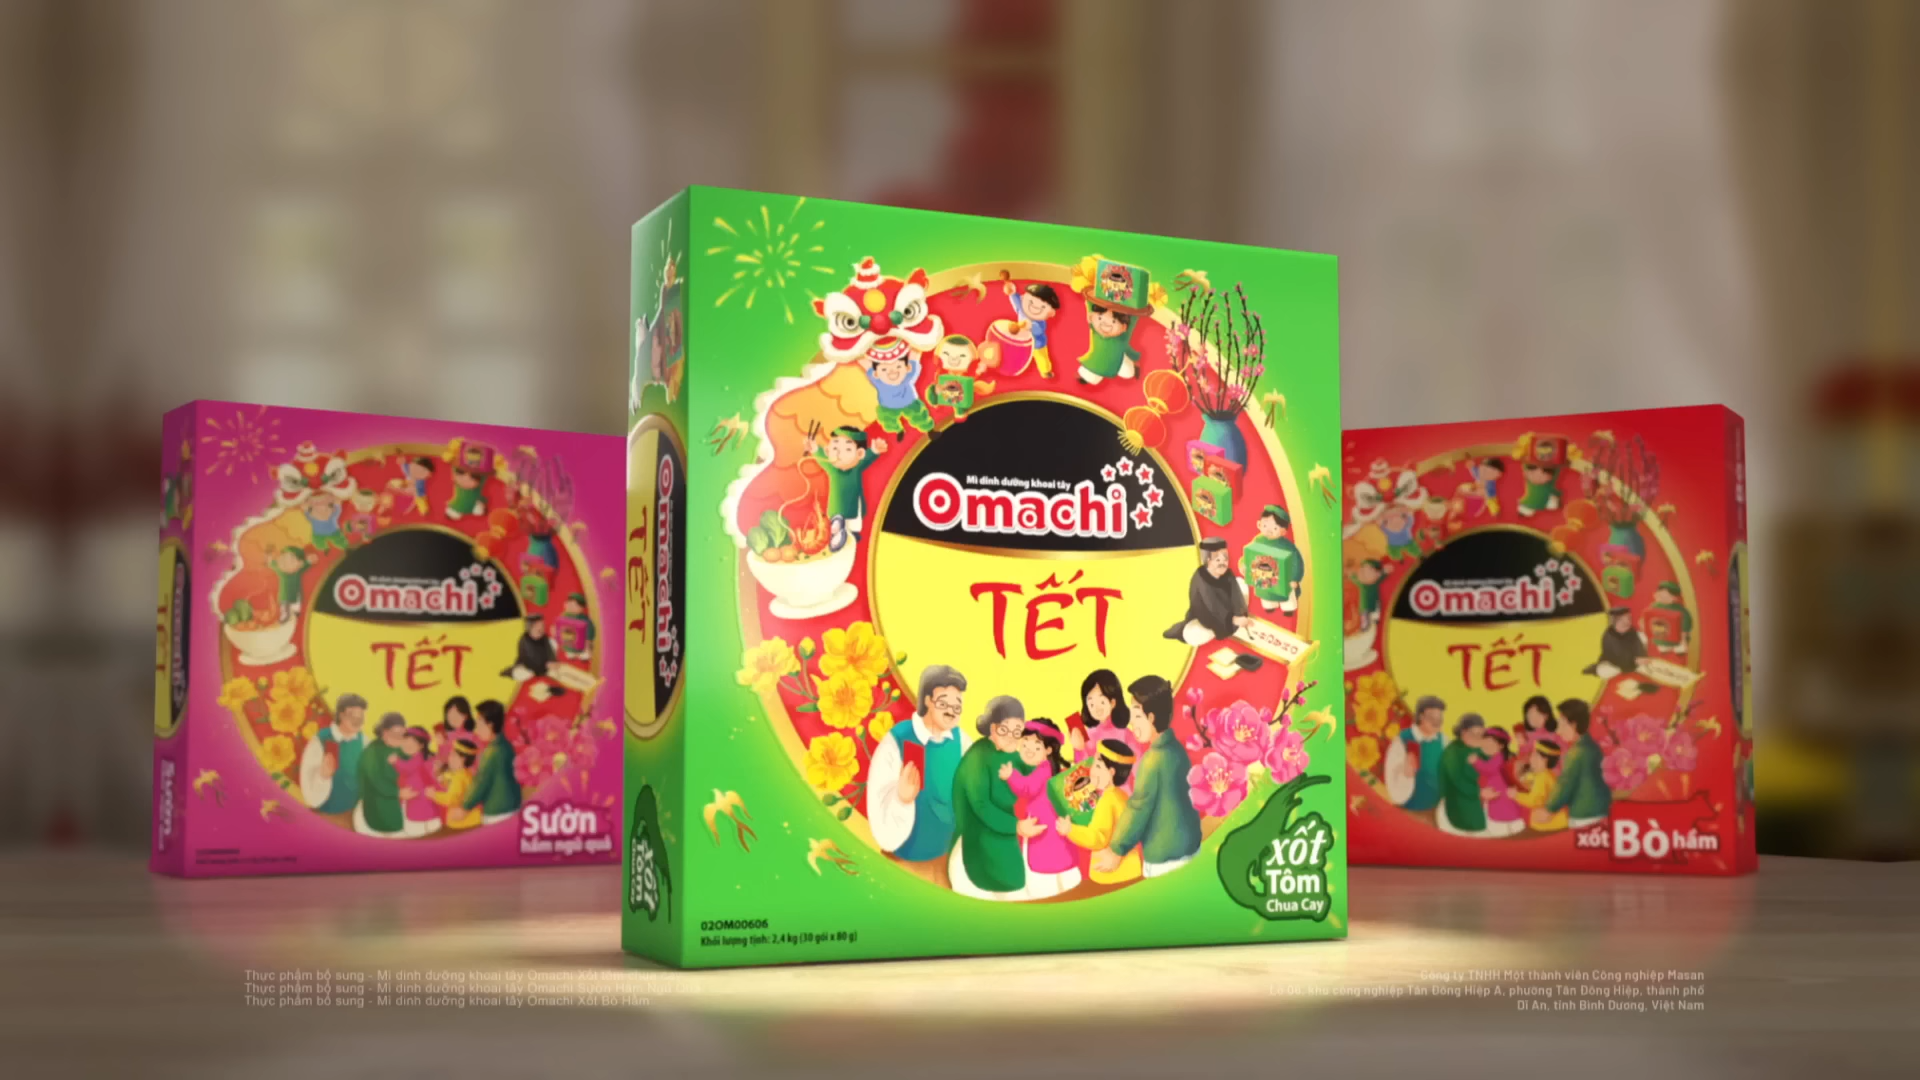 Mì dinh dưỡng khoai tây
Omachi
TẾT
xốt
Tôm
Chua Cay
02OM00606
Khối lượng tịnh: 2,4 kg (30 gói x 80 g)
Omachi
TẾT
xốt
Tôm
Omachi
TẾT
Sườn
hầm ngũ quả
Sườn
Omachi
TẾT
xốt Bò hầm
Thực phẩm bổ sung - Mì dinh dưỡng khoai tây Omachi Xốt Tôm Chua Cay
Thực phẩm bổ sung - Mì dinh dưỡng khoai tây Omachi Sườn Hầm Ngũ Quả
Thực phẩm bổ sung - Mì dinh dưỡng khoai tây Omachi Xốt Bò Hầm
Công ty TNHH Một thành viên Công nghiệp Masan
khu công nghiệp Tân Đông Hiệp A, phường Tân Đông Hiệp, thành phố
Dĩ An, tỉnh Bình Dương, Việt Nam